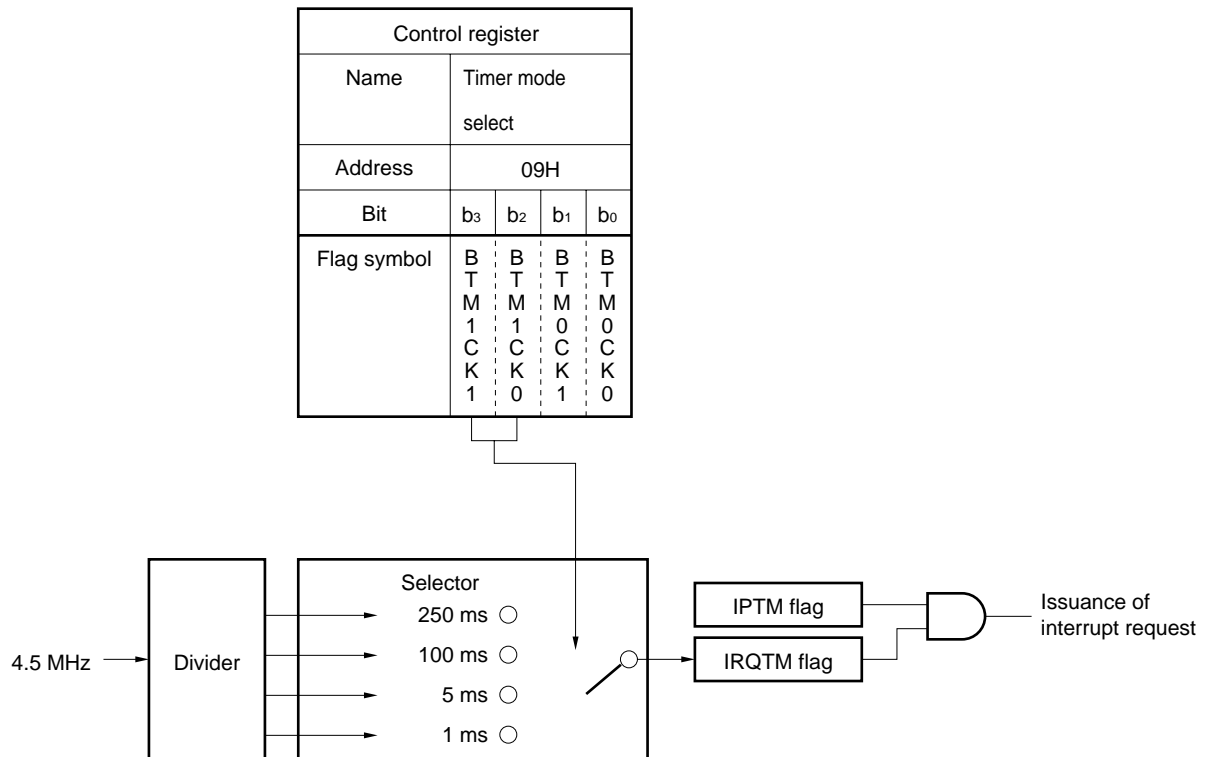 Control register
Name
Timer mode
select
Address
09H
Bit
b3
b2
b1
b0
Flag symbol
BTM1CK1
BTM1CK0
BTM0CK1
BTM0CK0
4.5 MHz
Divider
Selector
250 ms
100 ms
5 ms
1 ms
IPTM flag
IRQTM flag
Issuance of
interrupt request